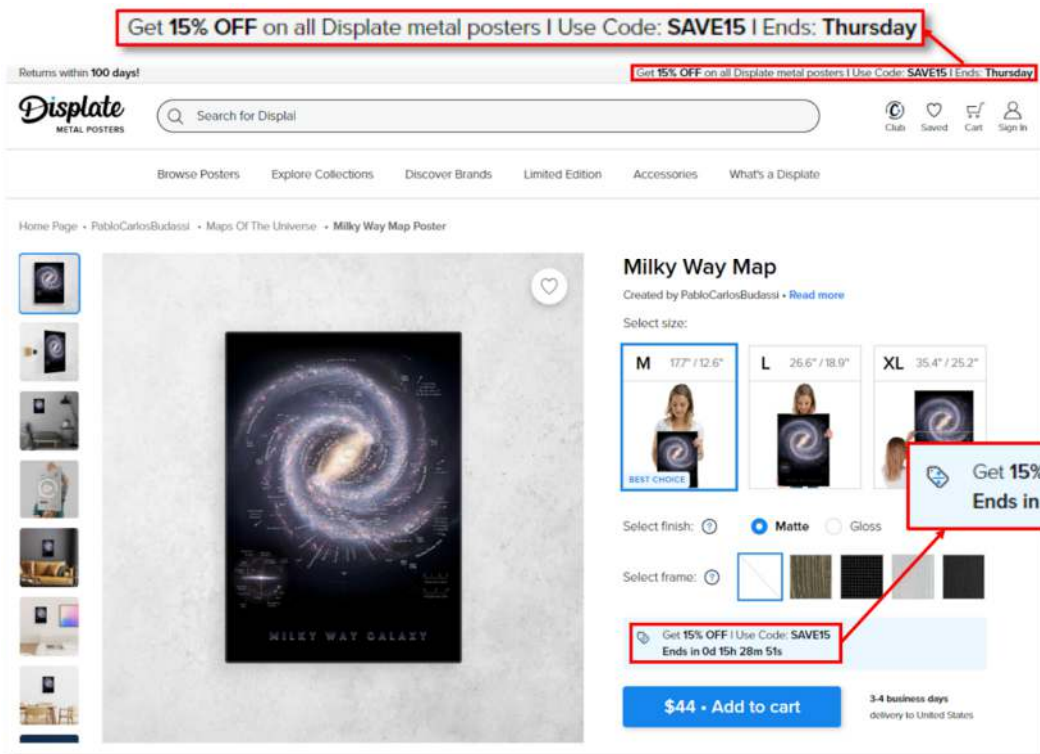 Get 15% OFF on all Displate metal posters | Use Code: SAVE15 | Ends: Thursday
Returns within 100 days!
Get 15% OFF on all Displate metal posters | Use Code: SAVE15 | Ends: Thursday
Displate
METAL POSTERS
Search for Displai
Club
Saved
Cart
Sign In
Browse Posters
Explore Collections
Discover Brands
Limited Edition
Accessories
What's a Displate
Home Page • PabloCarlosBudassi • Maps Of The Universe • Milky Way Map Poster
Milky Way Map
Created by PabloCarlosBudassi • Read more
Select size:
M 17.7" / 12.6"
L 26.6" / 18.9"
XL 35.4" / 25.2"
BEST CHOICE
Get 15%
Ends in
Select finish:
Matte
Gloss
Select frame:
MILKY WAY GALAXY
Get 15% OFF | Use Code: SAVE15
Ends in 0d 15h 28m 51s
$44 • Add to cart
3-4 business days
delivery to United States